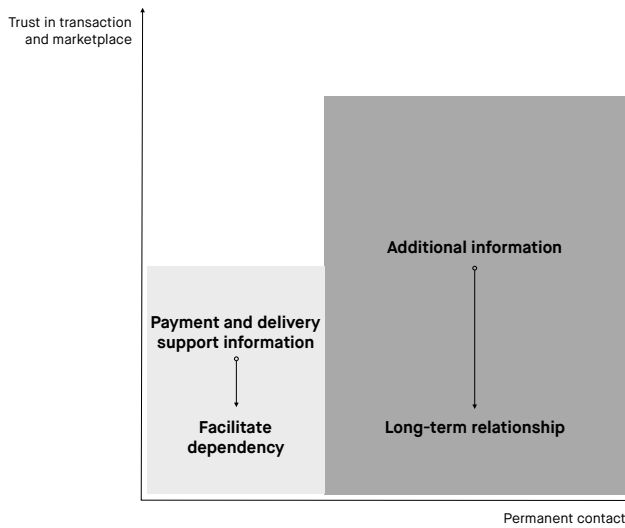 Trust in transaction
and marketplace
Additional information
Payment and delivery
support information
Facilitate
dependency
Long-term relationship
Permanent contact